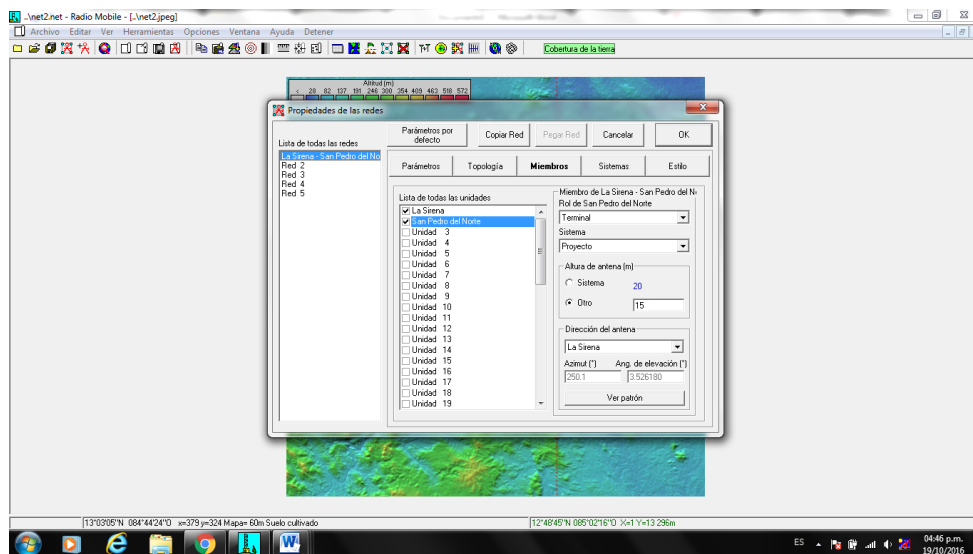 ..\net2.net - Radio Mobile - [..\net2.jpeg]
Archivo Editar Ver Herramientas Opciones Ventana Ayuda Detener
Cobertura de la tierra
Altitud (m)
< 28 82 137 191 246 300 354 409 463 518 572
Propiedades de las redes
Lista de todas las redes
La Sirena - San Pedro del No
Red 2
Red 3
Red 4
Red 5
Parámetros por defecto
Copiar Red
Pegar Red
Cancelar
OK
Parámetros
Topología
Miembros
Sistemas
Estilo
Lista de todas las unidades
La Sirena
San Pedro del Norte
Unidad 3
Unidad 4
Unidad 5
Unidad 6
Unidad 7
Unidad 8
Unidad 9
Unidad 10
Unidad 11
Unidad 12
Unidad 13
Unidad 14
Unidad 15
Unidad 16
Unidad 17
Unidad 18
Unidad 19
Miembro de La Sirena - San Pedro del N
Rol de San Pedro del Norte
Terminal
Sistema
Proyecto
Altura de antena (m)
Sistema 20
Otro 15
Dirección del antena
La Sirena
Azimut (°) Ang. de elevación (°)
250.1 3.526180
Ver patrón
13°03'05"N 084°44'24"O x=379 y=324 Mapa= 60m Suelo cultivado
12°48'45"N 085°02'16"O X=1 Y=13 296m
ES
04:46 p.m.
19/10/2016